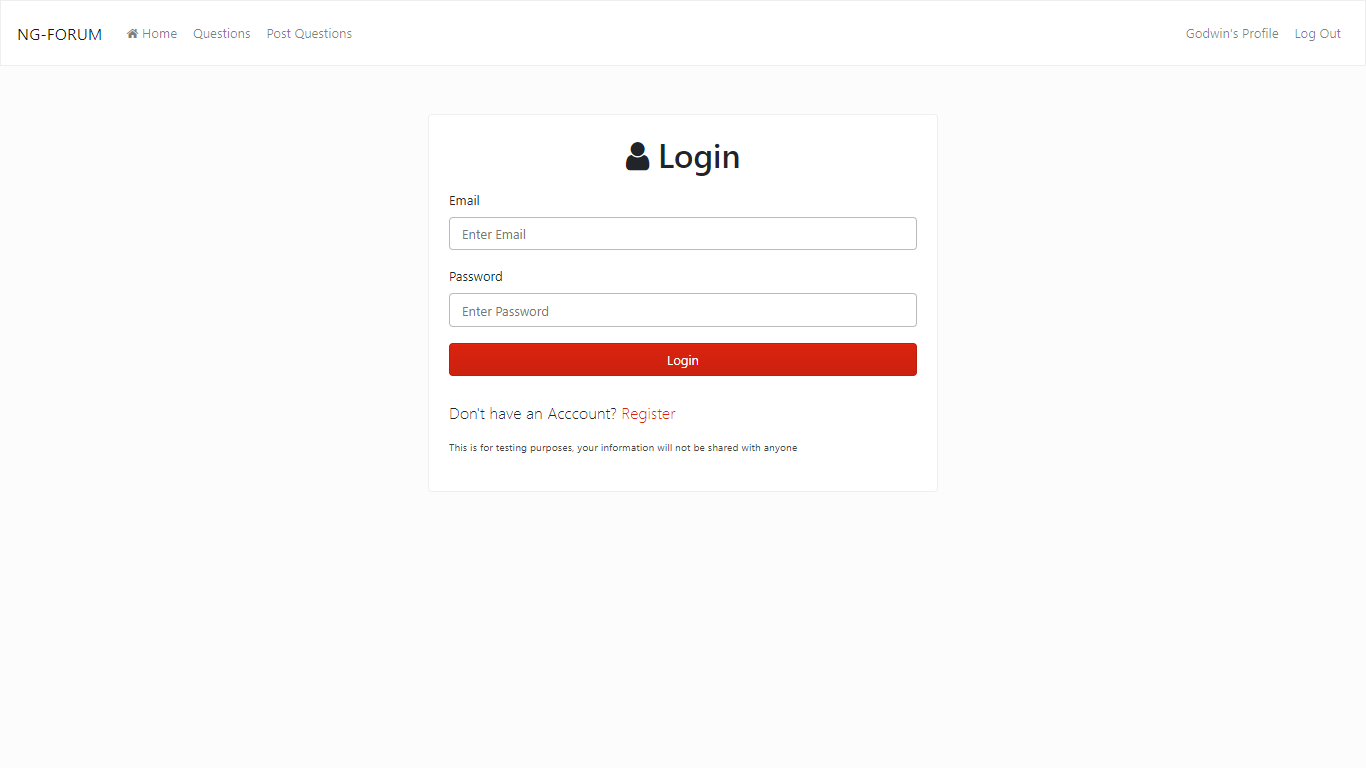 NG-FORUM Home Questions Post Questions Godwin's Profile Log Out
Login
Email
Enter Email
Password
Enter Password
Login
Don't have an Acccount? Register
This is for testing purposes, your information will not be shared with anyone